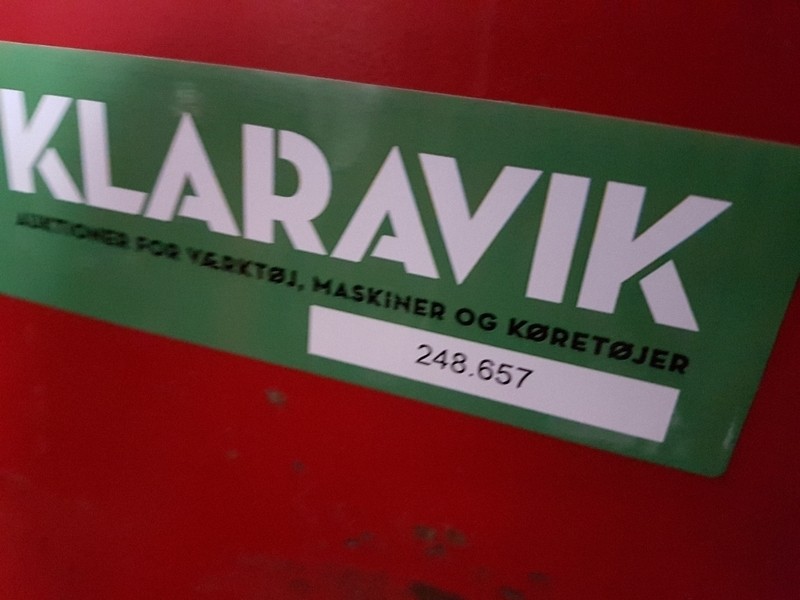 KLARAVIK
AUKTIONER FOR VÆRKTØJ, MASKINER OG KØRETØJER
248.657